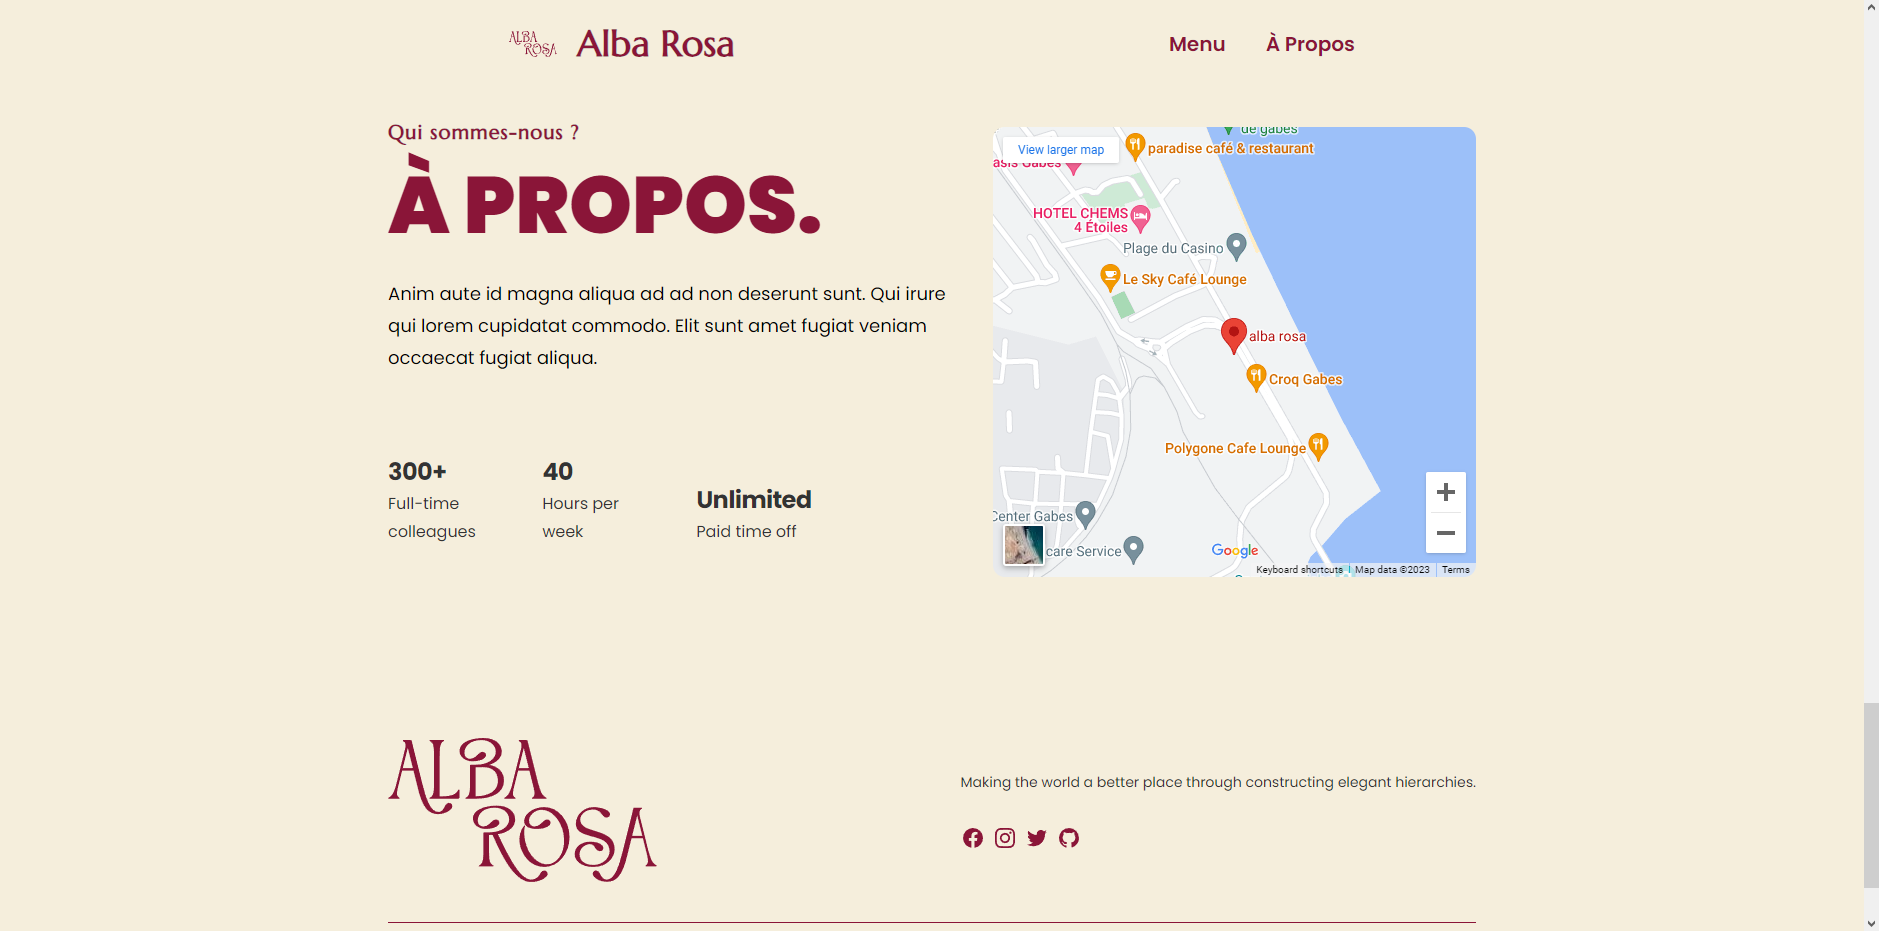 ALBA
ROSA
Alba Rosa
Menu
À Propos
Qui sommes-nous ?
À PROPOS.
Anim aute id magna aliqua ad ad non deserunt sunt. Qui irure
qui lorem cupidatat commodo. Elit sunt amet fugiat veniam
occaecat fugiat aliqua.
300+
Full-time
colleagues
40
Hours per
week
Unlimited
Paid time off
View larger map
de gabes
paradise café & restaurant
asis Gabes
HOTEL CHEMS
4 Étoiles
Plage du Casino
Le Sky Café Lounge
alba rosa
Croq Gabes
Polygone Cafe Lounge
Center Gabes
care Service
Google
Keyboard shortcuts
Map data ©2023
Terms
ALBA
ROSA
Making the world a better place through constructing elegant hierarchies.